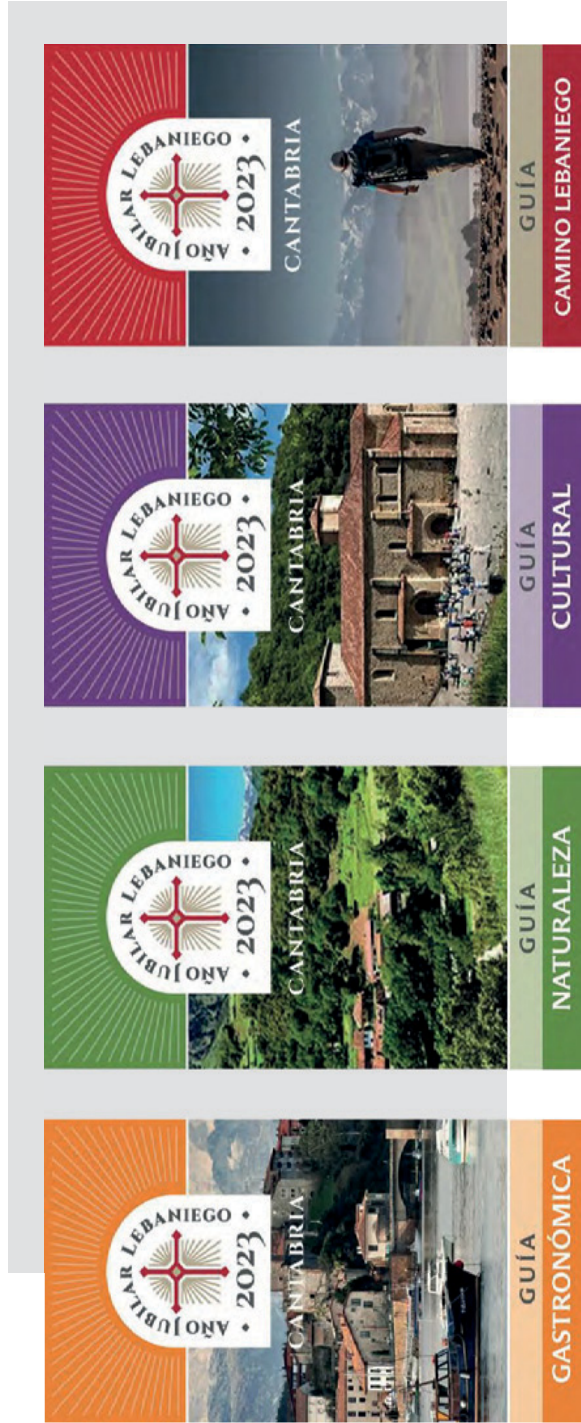 AÑO JUBILAR LEBANIEGO
• 2023 •
CANTABRIA
GUÍA
GASTRONÓMICA
AÑO JUBILAR LEBANIEGO
• 2023 •
CANTABRIA
GUÍA
NATURALEZA
AÑO JUBILAR LEBANIEGO
• 2023 •
CANTABRIA
GUÍA
CULTURAL
AÑO JUBILAR LEBANIEGO
• 2023 •
CANTABRIA
GUÍA
CAMINO LEBANIEGO